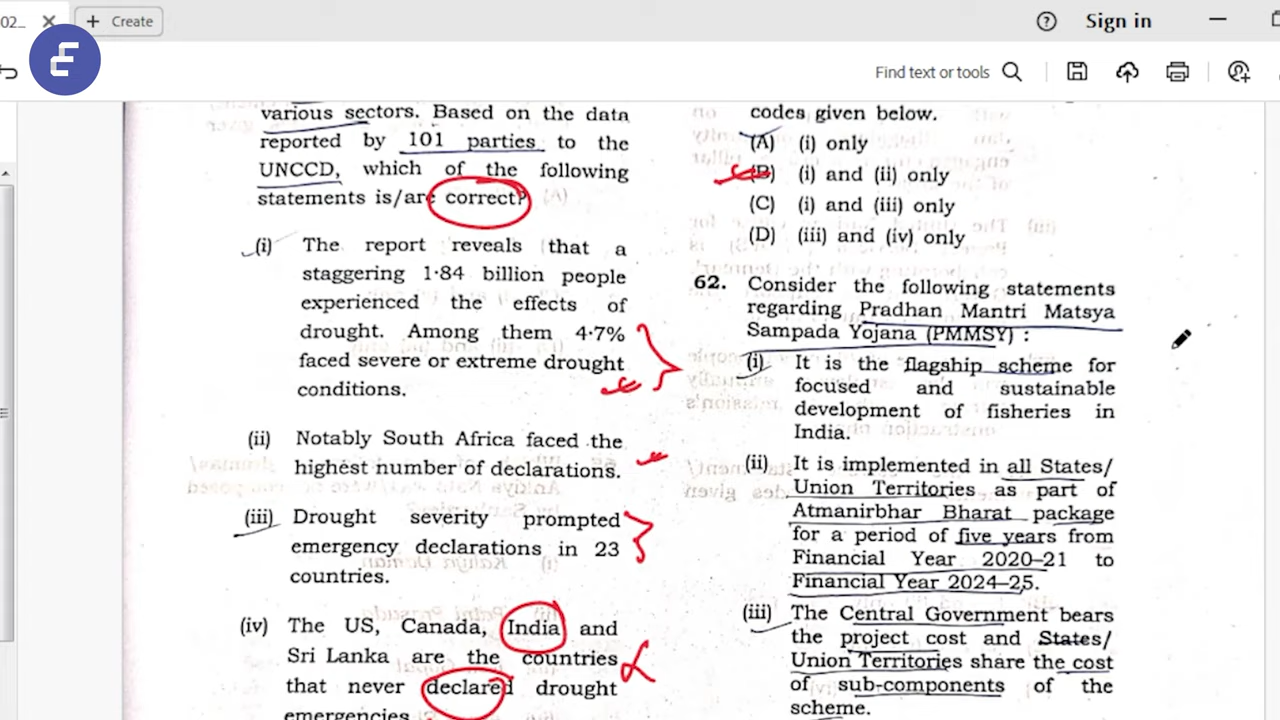 02_
Create
Sign in
Find text or tools
various sectors. Based on the data
reported by 101 parties to the
UNCCD, which of the following
statements is/are correct?
(i) The report reveals that a
staggering 1·84 billion people
experienced the effects of
drought. Among them 4·7%
faced severe or extreme drought
conditions.
(ii) Notably South Africa faced the
highest number of declarations.
(iii) Drought severity prompted
emergency declarations in 23
countries.
(iv) The US, Canada, India and
Sri Lanka are the countries
that never declared drought
emergencies
codes given below.
(A) (i) only
(B) (i) and (ii) only
(C) (i) and (iii) only
(D) (iii) and (iv) only
62. Consider the following statements
regarding Pradhan Mantri Matsya
Sampada Yojana (PMMSY) :
(i) It is the flagship scheme for
focused and sustainable
development of fisheries in
India.
(ii) It is implemented in all States/
Union Territories as part of
Atmanirbhar Bharat package
for a period of five years from
Financial Year 2020–21 to
Financial Year 2024–25.
(iii) The Central Government bears
the project cost and States/
Union Territories share the cost
of sub-components of the
scheme.